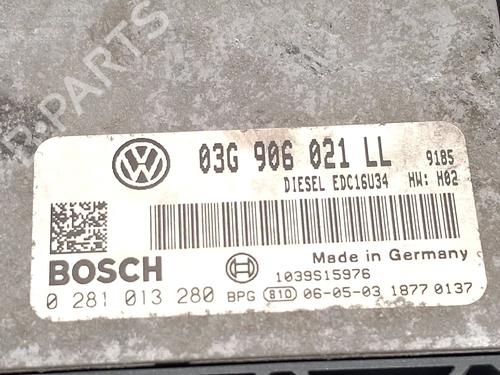 03G 906 021 LL 9185
DIESEL EDC16U34 HW: H02
Made in Germany
BOSCH
1039S15976
0 281 013 280 BPG 810 06-05-03 1877 0137